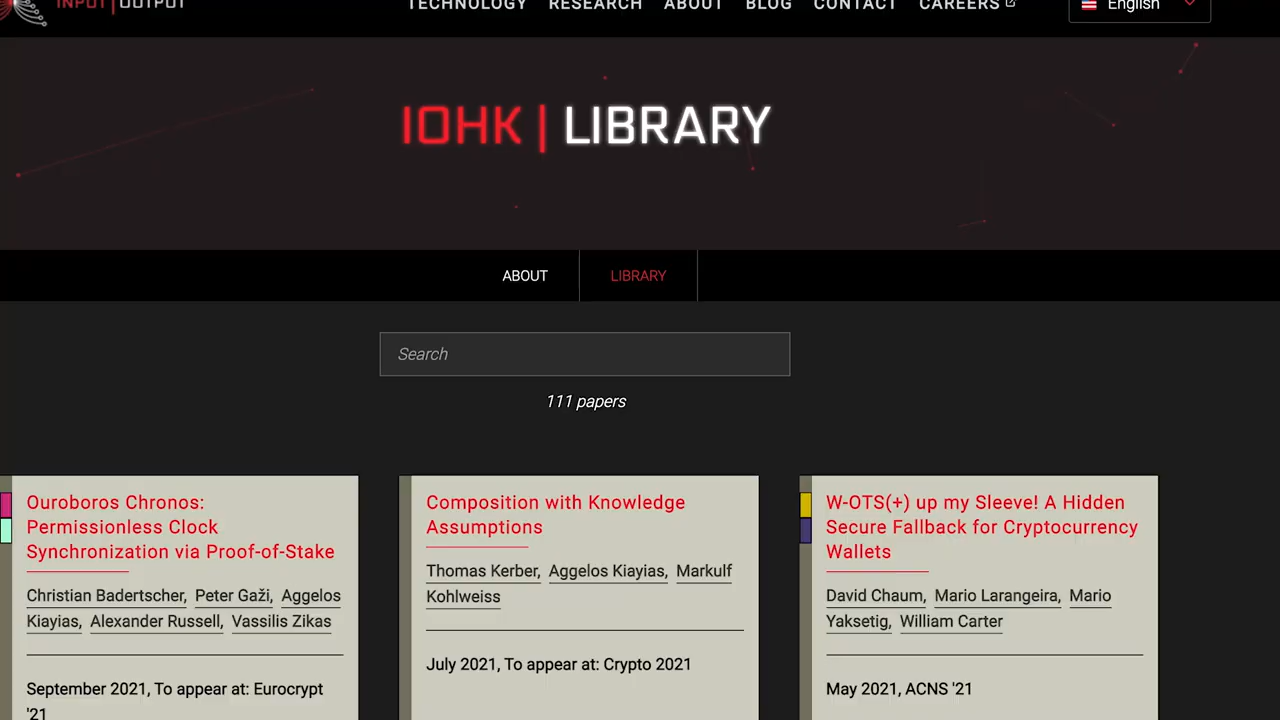 INPUT|OUTPUT
TECHNOLOGY RESEARCH ABOUT BLOG CONTACT CAREERS
English
IOHK | LIBRARY
ABOUT
LIBRARY
Search
111 papers
Ouroboros Chronos:
Permissionless Clock
Synchronization via Proof-of-Stake
Christian Badertscher, Peter Gaži, Aggelos
Kiayias, Alexander Russell, Vassilis Zikas
September 2021, To appear at: Eurocrypt
'21
Composition with Knowledge
Assumptions
Thomas Kerber, Aggelos Kiayias, Markulf
Kohlweiss
July 2021, To appear at: Crypto 2021
W-OTS(+) up my Sleeve! A Hidden
Secure Fallback for Cryptocurrency
Wallets
David Chaum, Mario Larangeira, Mario
Yaksetig, William Carter
May 2021, ACNS '21